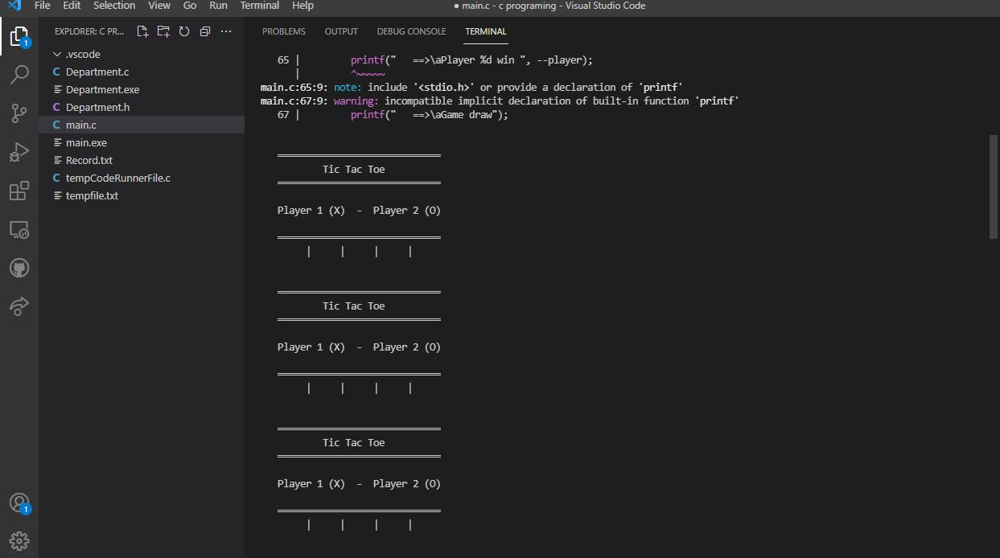 File Edit Selection View Go Run Terminal Help ● main.c - c programing - Visual Studio Code
EXPLORER: C PR...
1
.vscode
C Department.c
Department.exe
C Department.h
C main.c
main.exe
Record.txt
C tempCodeRunnerFile.c
tempfile.txt
1
PROBLEMS OUTPUT DEBUG CONSOLE TERMINAL
65 |         printf("   ==>\aPlayer %d win ", --player);
   |         ^~~~~~
main.c:65:9: note: include '<stdio.h>' or provide a declaration of 'printf'
main.c:67:9: warning: incompatible implicit declaration of built-in function 'printf'
67 |         printf("   ==>\aGame draw");
═════════════════════════════
Tic Tac Toe
═════════════════════════════
Player 1 (X)  -  Player 2 (O)
═════════════════════════════
|     |     |     |
═════════════════════════════
Tic Tac Toe
═════════════════════════════
Player 1 (X)  -  Player 2 (O)
═════════════════════════════
|     |     |     |
═════════════════════════════
Tic Tac Toe
═════════════════════════════
Player 1 (X)  -  Player 2 (O)
═════════════════════════════
|     |     |     |